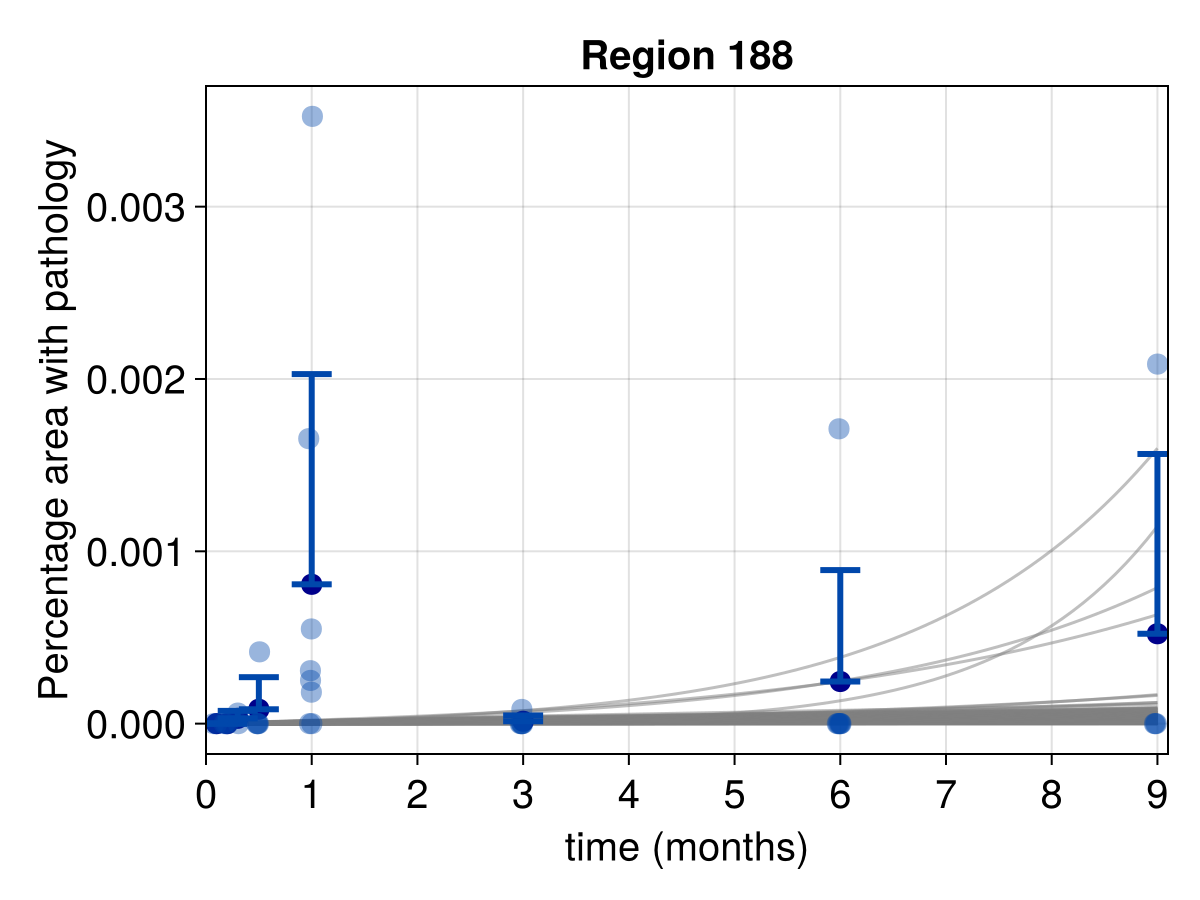 Region 188
Percentage area with pathology
0.003
0.002
0.001
0.000
0 1 2 3 4 5 6 7 8 9
time (months)